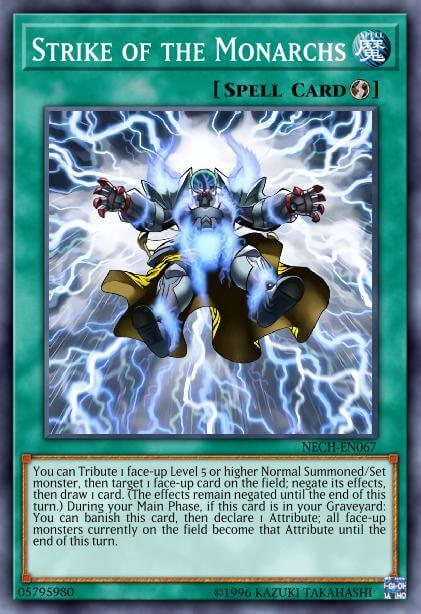 STRIKE OF THE MONARCHS
SPELL
魔
[SPELL CARD]
NECH-EN067
You can Tribute 1 face-up Level 5 or higher Normal Summoned/Set
monster, then target 1 face-up card on the field; negate its effects,
then draw 1 card. (The effects remain negated until the end of this
turn.) During your Main Phase, if this card is in your Graveyard:
You can banish this card, then declare 1 Attribute; all face-up
monsters currently on the field become that Attribute until the
end of this turn.
05795980
©1996 KAZUKI TAKAHASHI